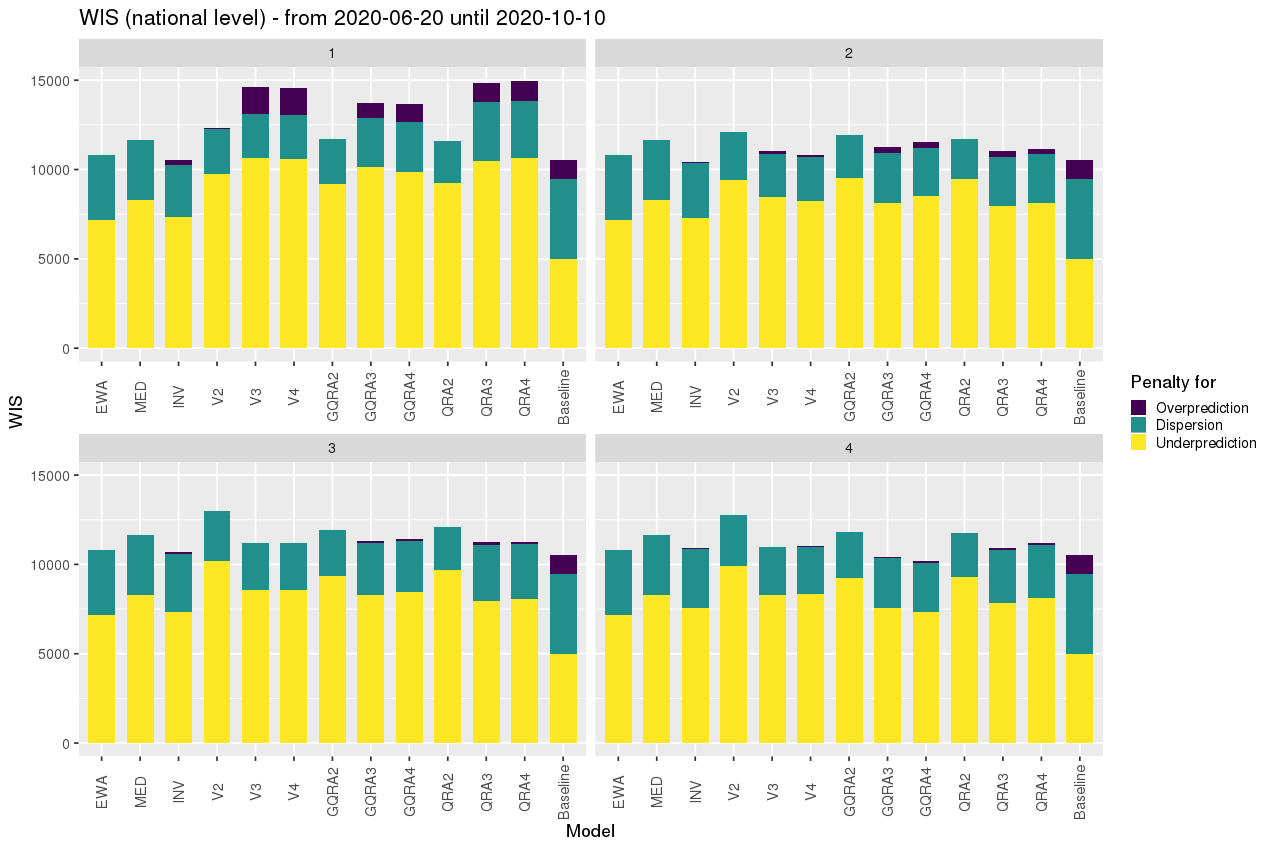 WIS (national level) - from 2020-06-20 until 2020-10-10
1
2
15000
10000
5000
0
EWA
MED
INV
V2
V3
V4
GQRA2
GQRA3
GQRA4
QRA2
QRA3
QRA4
Baseline
EWA
MED
INV
V2
V3
V4
GQRA2
GQRA3
GQRA4
QRA2
QRA3
QRA4
Baseline
WIS
3
4
15000
10000
5000
0
EWA
MED
INV
V2
V3
V4
GQRA2
GQRA3
GQRA4
QRA2
QRA3
QRA4
Baseline
EWA
MED
INV
V2
V3
V4
GQRA2
GQRA3
GQRA4
QRA2
QRA3
QRA4
Baseline
Model
Penalty for
Overprediction
Dispersion
Underprediction